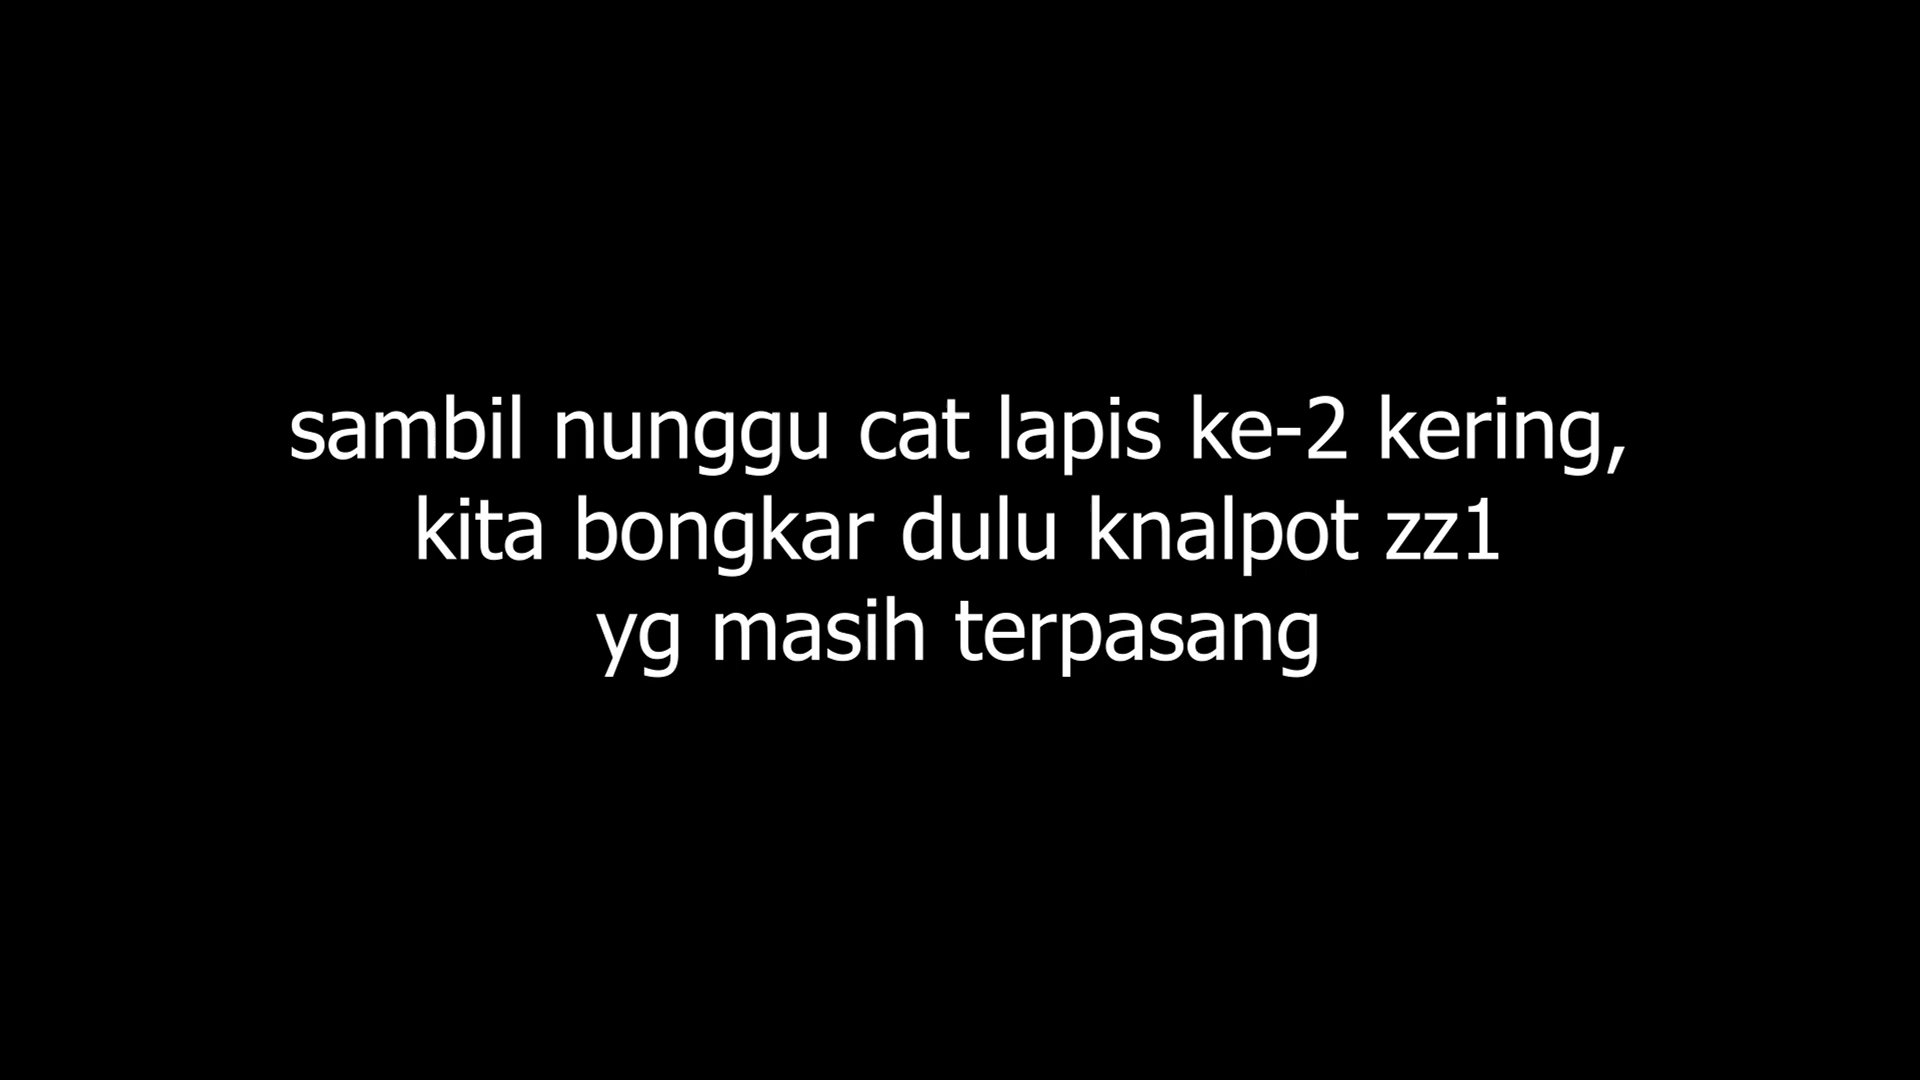 sambil nunggu cat lapis ke-2 kering,
kita bongkar dulu knalpot zz1
yg masih terpasang